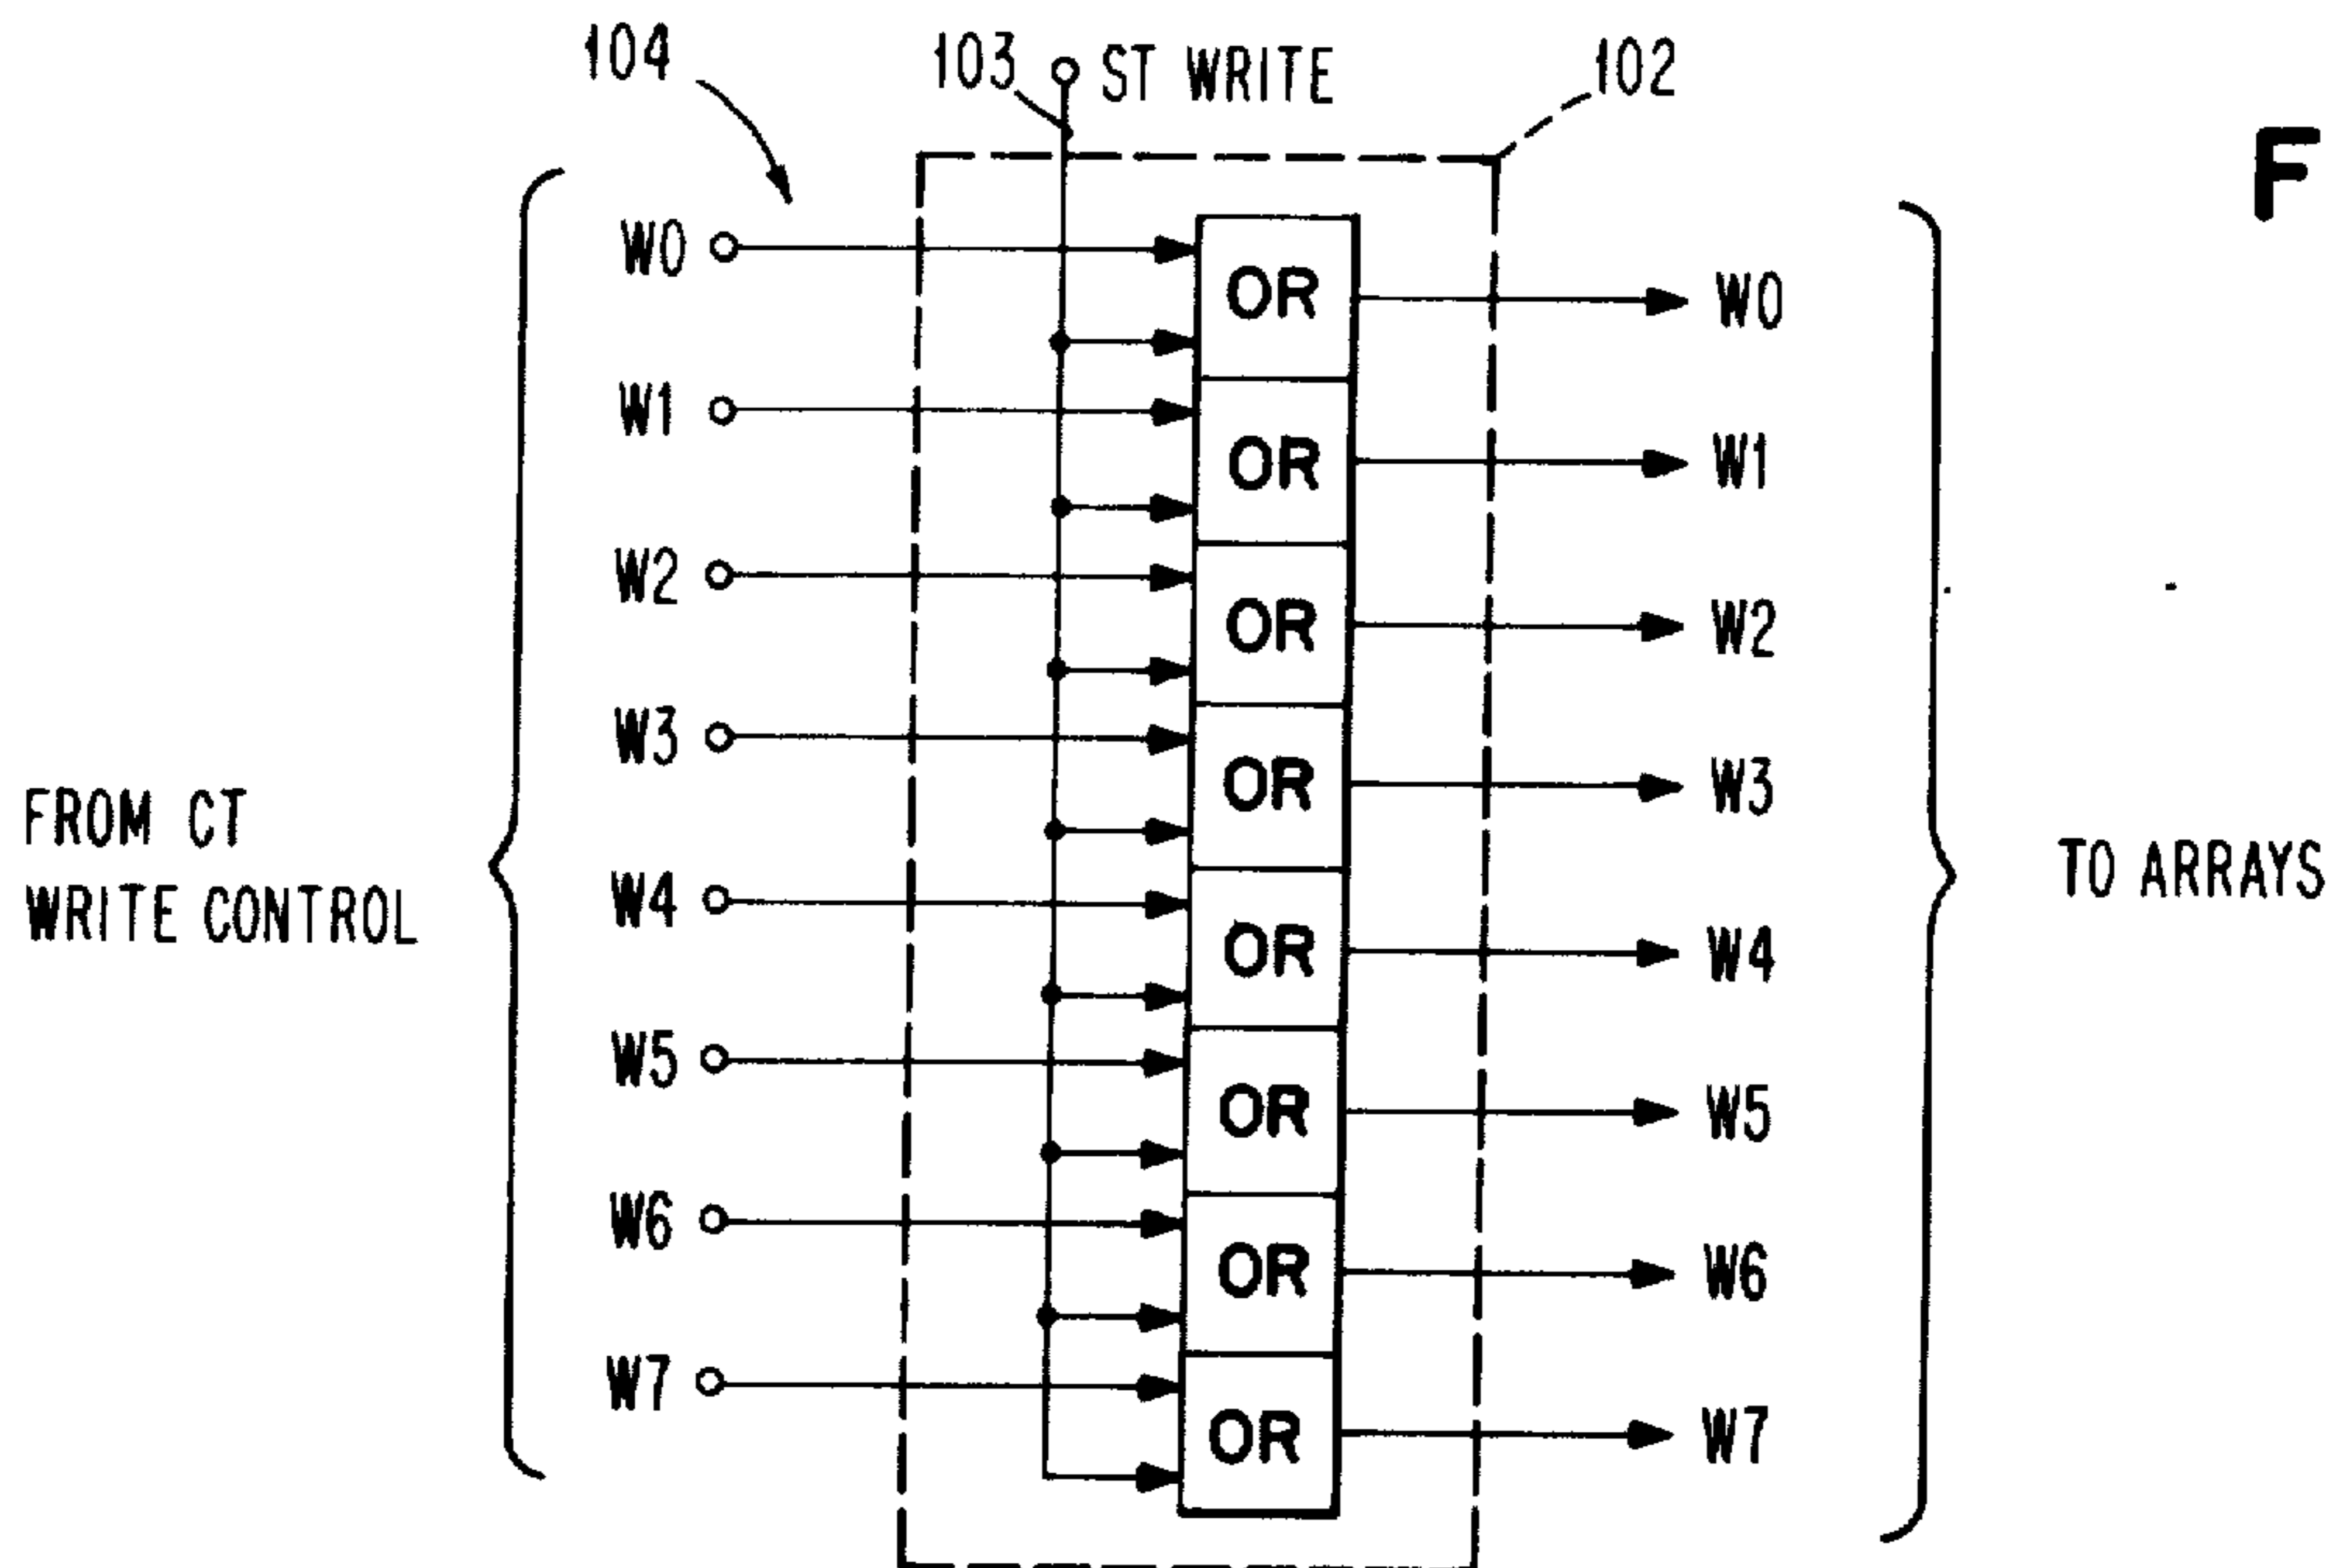 104
103
ST WRITE
102
F
W0
OR
W0
W1
OR
W1
W2
OR
W2
W3
OR
W3
FROM CT
WRITE CONTROL
TO ARRAYS
W4
OR
W4
W5
OR
W5
W6
OR
W6
W7
OR
W7